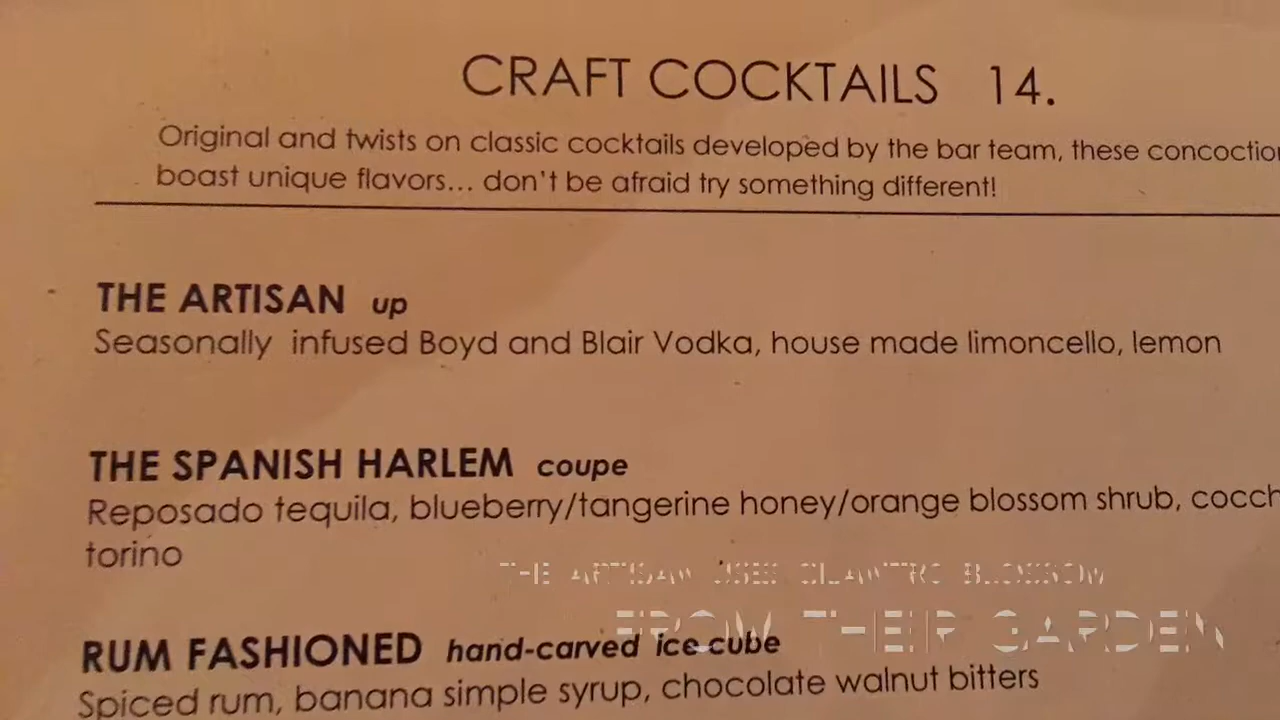 CRAFT COCKTAILS 14.
Original and twists on classic cocktails developed by the bar team, these
boast unique flavors... don't be afraid try something different!
THE ARTISAN up
Seasonally infused Boyd and Blair Vodka, house made limoncello, lemon
THE SPANISH HARLEM coupe
Reposado tequila, blueberry/tangerine honey/orange blossom shrub,
torino
THE ARTISAN USES CILANTRO BLOSSOM
FROM THEIR GARDEN
RUM FASHIONED hand-carved ice cube
Spiced rum, banana simple syrup, chocolate walnut bitters